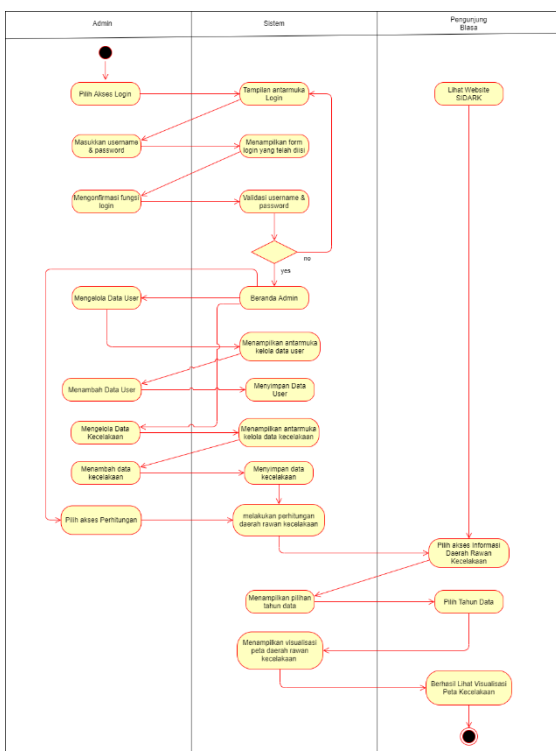 Admin
Sistem
Pengunjung
Biasa
Pilih Akses Login
Tampilan antarmuka
Login
Lihat Website
SIDARK
Masukkan username
& password
Menampilkan form
login yang telah diisi
Mengonfirmasi fungsi
login
Validasi username &
password
no
yes
Mengelola Data User
Beranda Admin
Menampilkan antarmuka
kelola data user
Menambah Data User
Menyimpan Data
User
Mengelola Data
Kecelakaan
Menampilkan antarmuka
kelola data kecelakaan
Menambah data
kecelakaan
Menyimpan data
kecelakaan
Pilih akses Perhitungan
melakukan perhitungan
daerah rawan kecelakaan
Pilih akses Informasi
Daerah Rawan
Kecelakaan
Menampilkan pilihan
tahun data
Pilih Tahun Data
Menampilkan visualisasi
peta daerah rawan
kecelakaan
Berhasil Lihat Visualisasi
Peta Kecelakaan